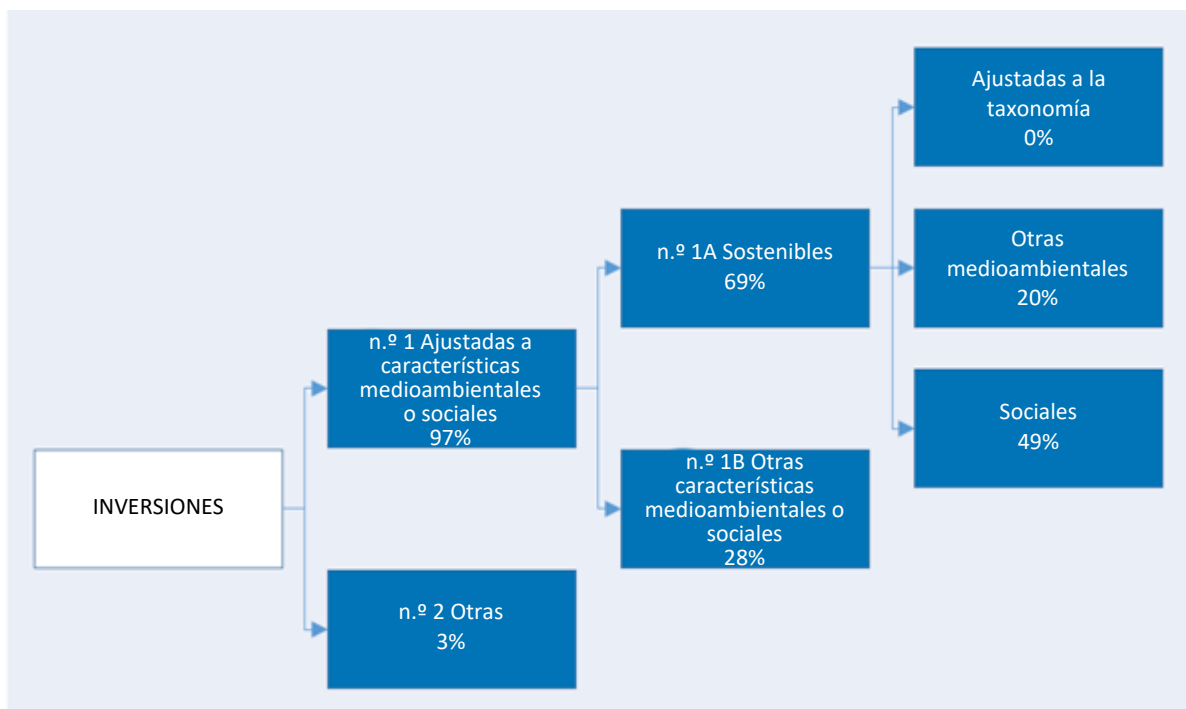 INVERSIONES
n.º 1 Ajustadas a
características
medioambientales
o sociales
97%
n.º 2 Otras
3%
n.º 1A Sostenibles
69%
n.º 1B Otras
características
medioambientales o
sociales
28%
Ajustadas a la
taxonomía
0%
Otras
medioambientales
20%
Sociales
49%